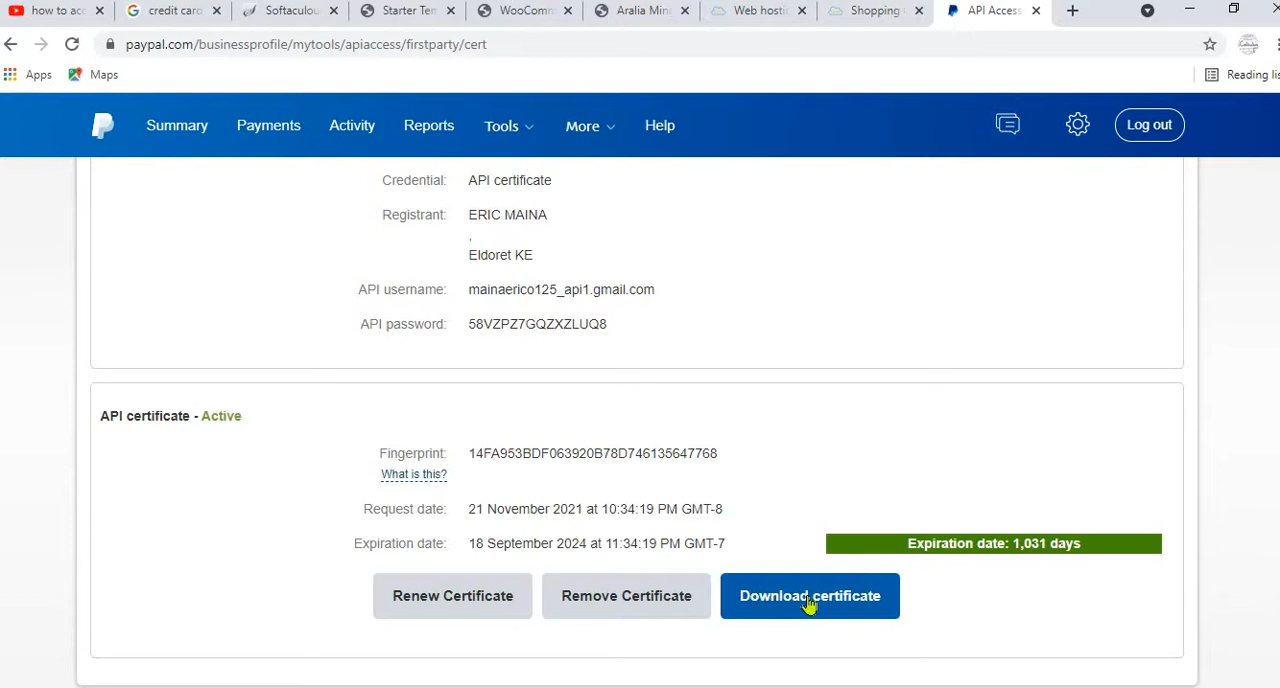 how to acc
credit card
Softaculou
Starter Tem
WooComm
Aralia Min
Web hosti
Shopping
API Access
paypal.com/businessprofile/mytools/apiaccess/firstparty/cert
Apps
Maps
Reading lis
Summary
Payments
Activity
Reports
Tools
More
Help
Log out
Credential: API certificate
Registrant: ERIC MAINA
,
Eldoret KE
API username: mainaerico125_api1.gmail.com
API password: 58VZPZ7GQZXZLUQ8
API certificate - Active
Fingerprint: 14FA953BDF063920B78D746135647768
What is this?
Request date: 21 November 2021 at 10:34:19 PM GMT-8
Expiration date: 18 September 2024 at 11:34:19 PM GMT-7
Expiration date: 1,031 days
Renew Certificate
Remove Certificate
Download certificate